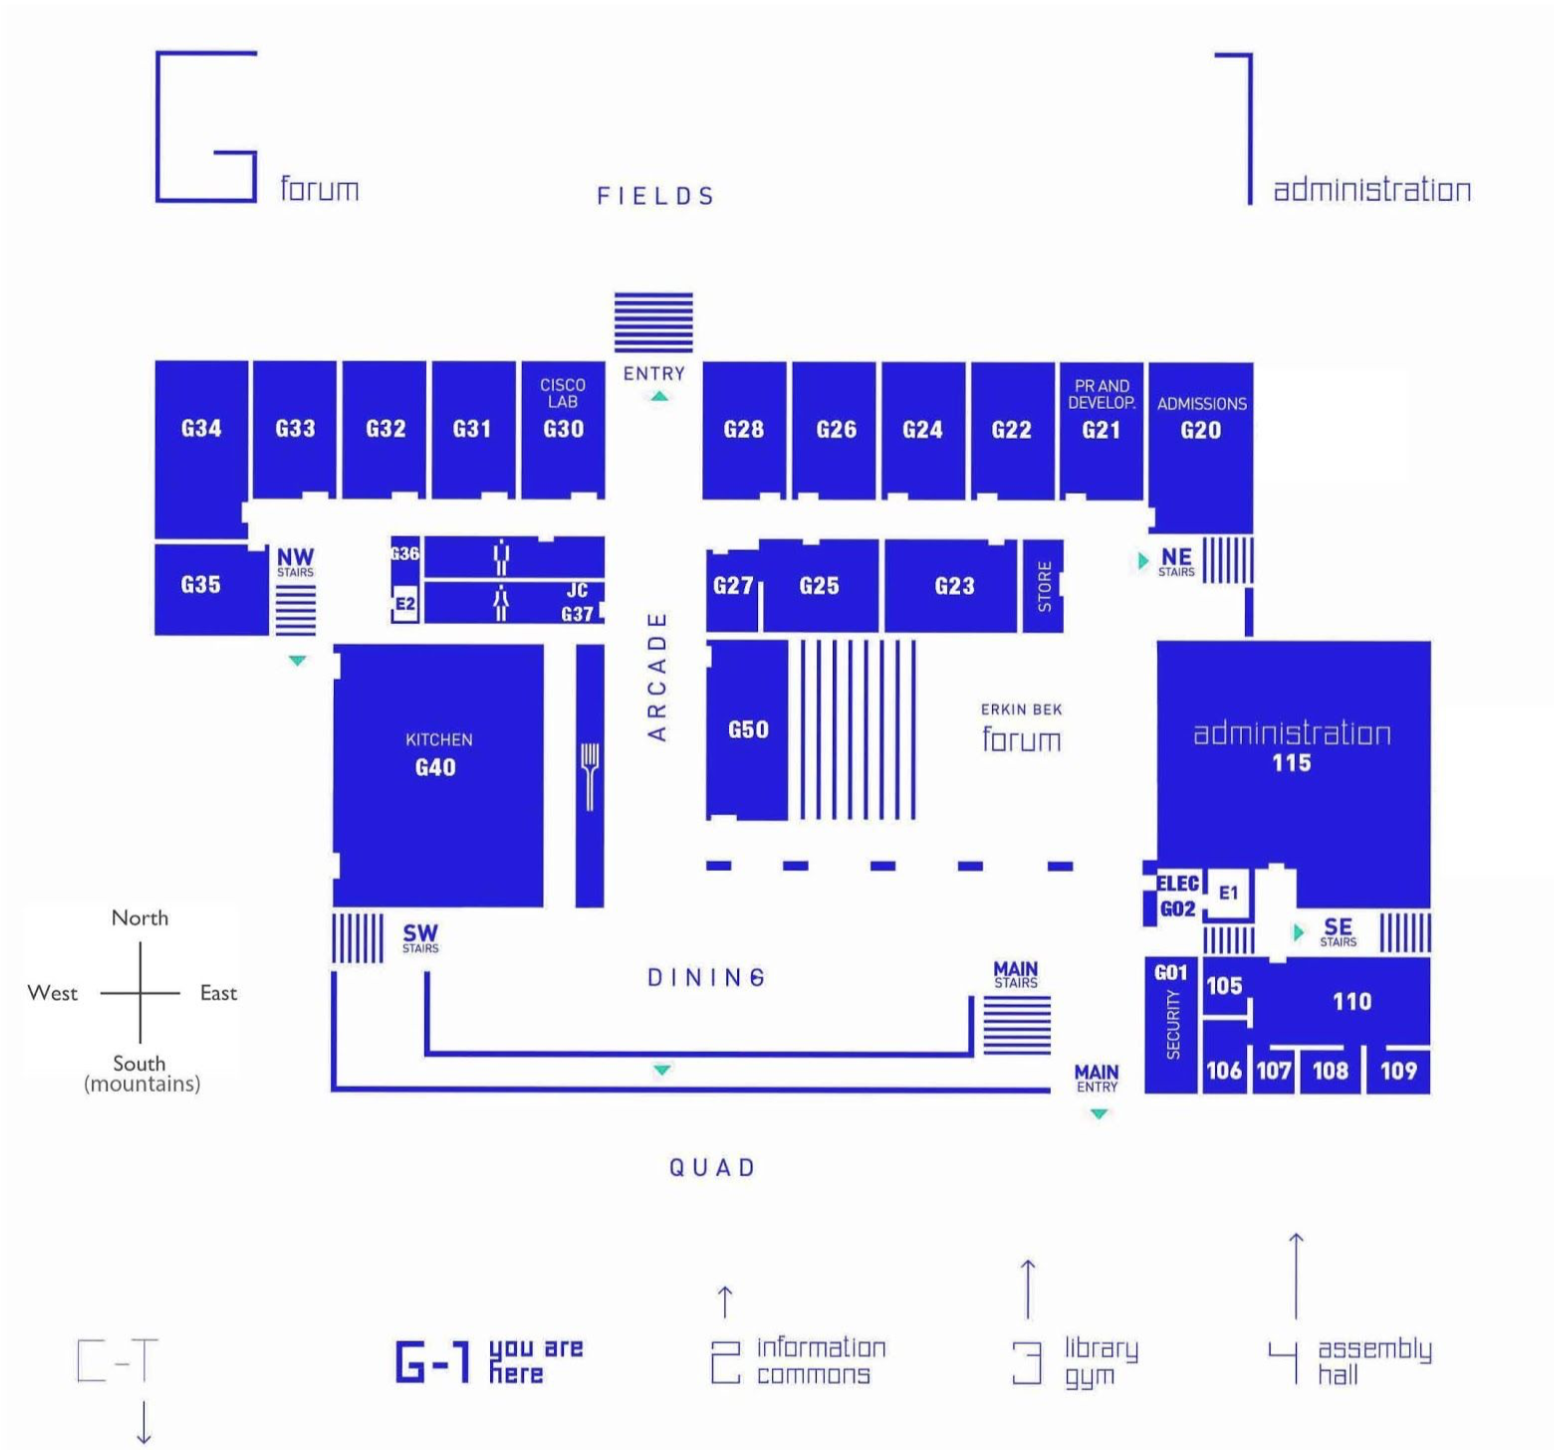 G forum
1 administration
FIELDS
ENTRY
G34
G33
G32
G31
CISCO
LAB
G30
G28
G26
G24
G22
PR AND
DEVELOP.
G21
ADMISSIONS
G20
G35
NW
STAIRS
G36
E2
JC
G37
ARCADE
G27
G25
G23
STORE
NE
STAIRS
KITCHEN
G40
G50
ERKIN BEK
forum
administration
115
ELEC
G02
E1
SE
STAIRS
SW
STAIRS
DINING
MAIN
STAIRS
G01
SECURITY
105
110
106
107
108
109
MAIN
ENTRY
North
West
East
South
(mountains)
QUAD
C-T
G-1 you are
here
2 information
commons
3 library
gym
4 assembly
hall